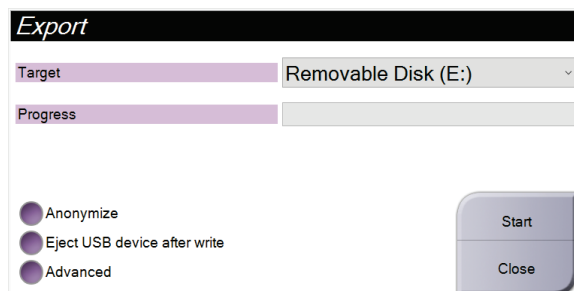 Export
Target
Removable Disk (E:)
Progress
Anonymize
Eject USB device after write
Advanced
Start
Close